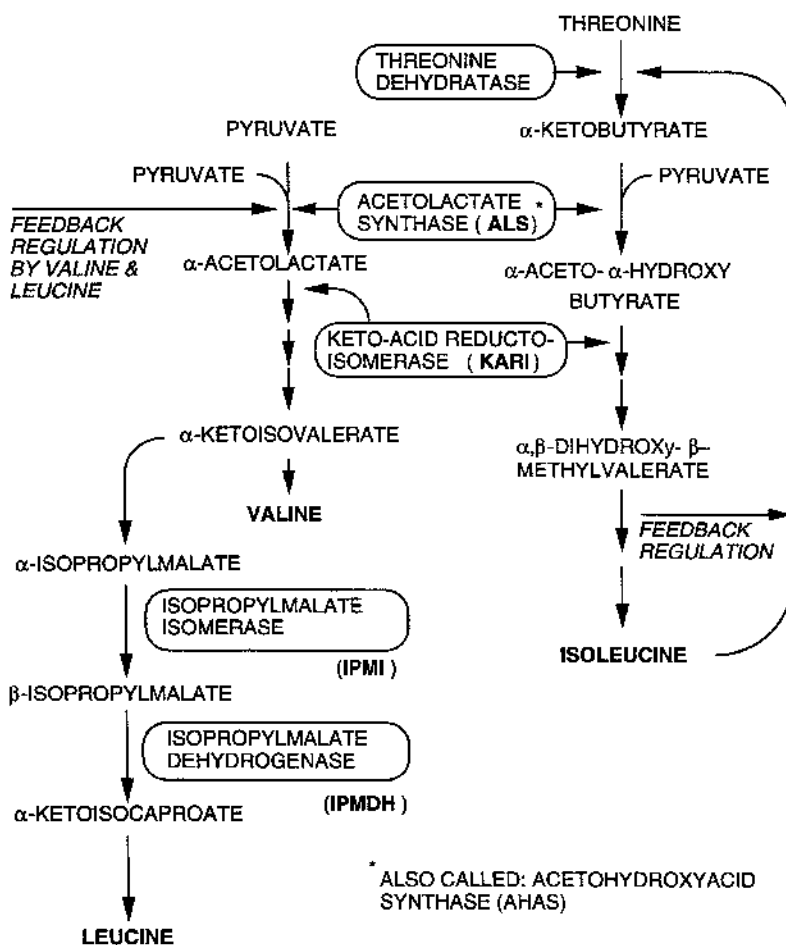 THREONINE
THREONINE
DEHYDRATASE
PYRUVATE
α-KETOBUTYRATE
PYRUVATE
PYRUVATE
ACETOLACTATE *
SYNTHASE ( ALS)
FEEDBACK
REGULATION
BY VALINE &
LEUCINE
α-ACETOLACTATE
α-ACETO- α-HYDROXY
BUTYRATE
KETO-ACID REDUCTO-
ISOMERASE ( KARI)
α-KETOISOVALERATE
α,β-DIHYDROXy- β-
METHYLVALERATE
VALINE
FEEDBACK
REGULATION
α-ISOPROPYLMALATE
ISOPROPYLMALATE
ISOMERASE
(IPMI )
ISOLEUCINE
β-ISOPROPYLMALATE
ISOPROPYLMALATE
DEHYDROGENASE
(IPMDH )
α-KETOISOCAPROATE
* ALSO CALLED: ACETOHYDROXYACID
SYNTHASE (AHAS)
LEUCINE